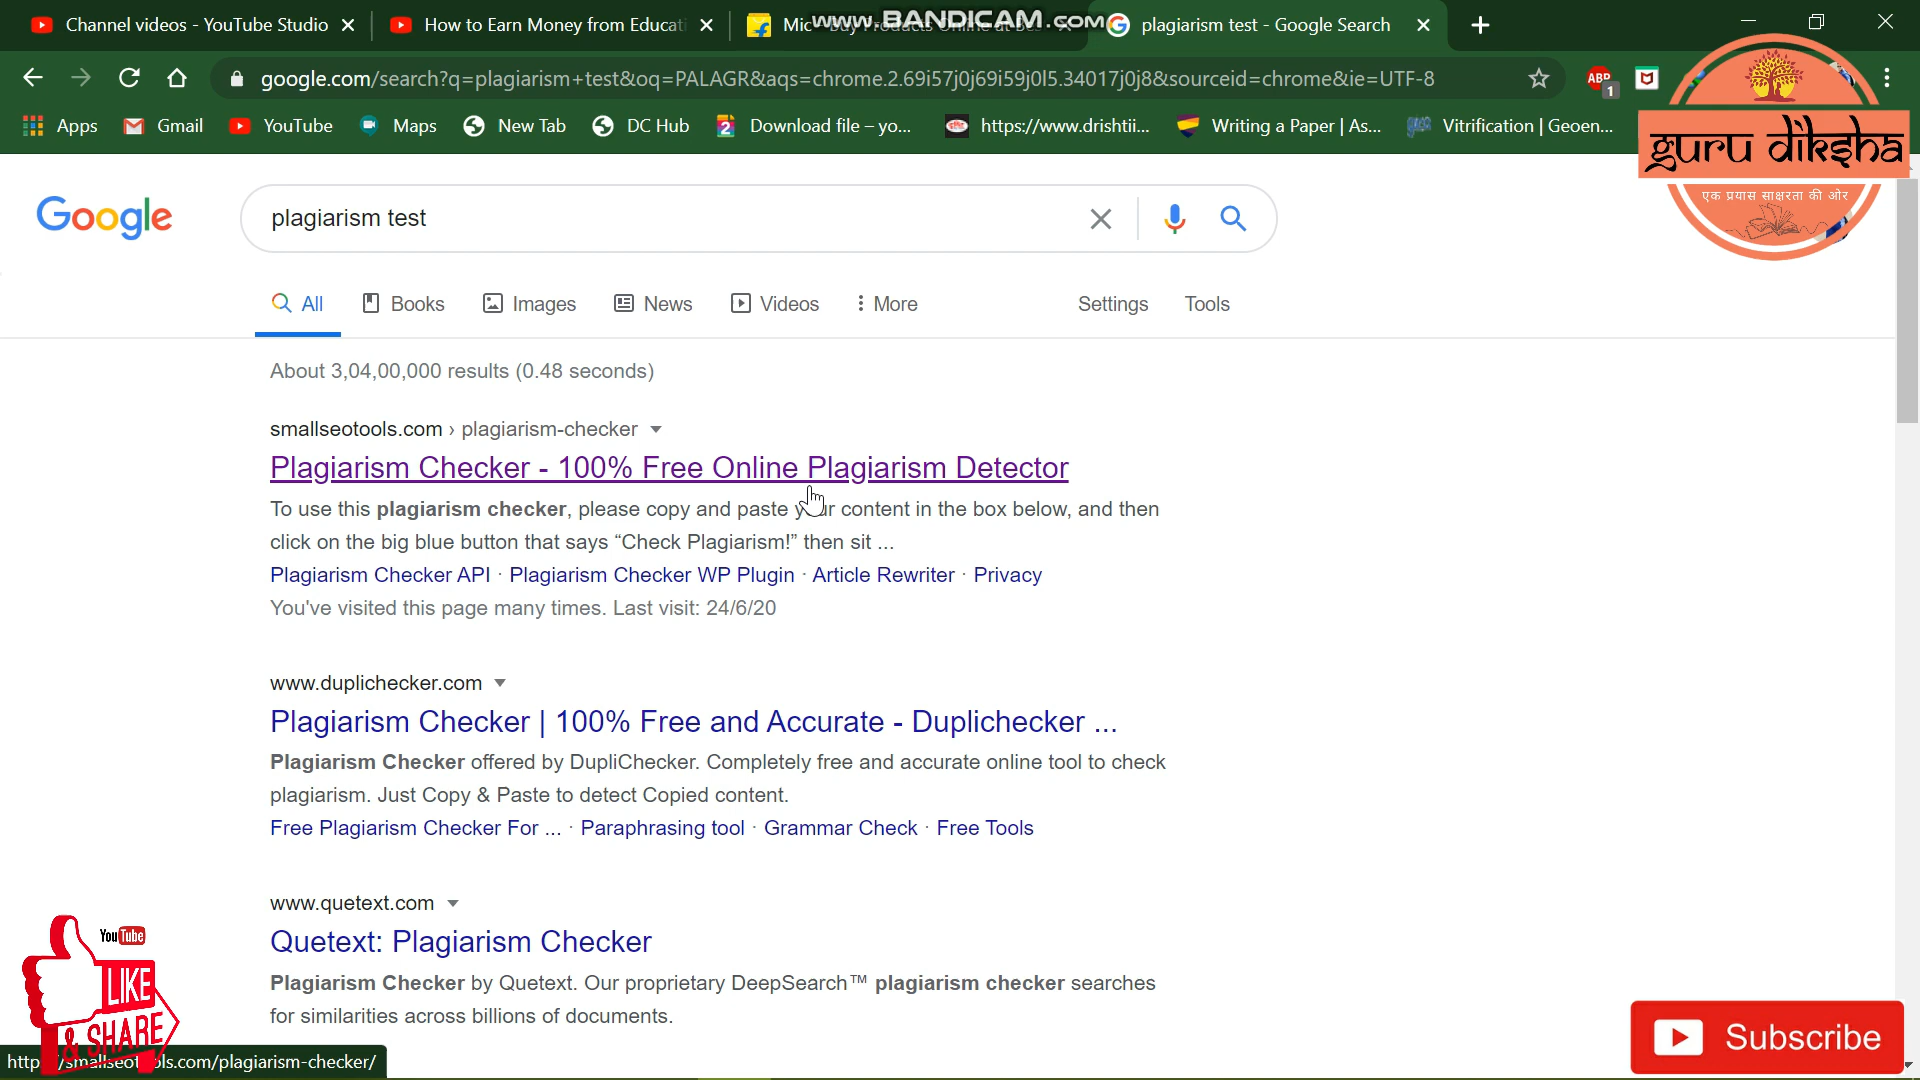 Channel videos - YouTube Studio
How to Earn Money from Educati
www.BANDICAM.com
plagiarism test - Google Search
google.com/search?q=plagiarism+test&oq=PALAGR&aqs=chrome.2.69i57j0j69i59j0l5.34017j0j8&sourceid=chrome&ie=UTF-8
ABP
1
Apps
Gmail
YouTube
Maps
New Tab
DC Hub
Download file – yo...
https://www.drishtii...
Writing a Paper | As...
Vitrification | Geoen...
guru diksha
एक प्रयास साक्षरता की ओर
Google
plagiarism test
All
Books
Images
News
Videos
More
Settings
Tools
About 3,04,00,000 results (0.48 seconds)
smallseotools.com › plagiarism-checker
Plagiarism Checker - 100% Free Online Plagiarism Detector
To use this plagiarism checker, please copy and paste your content in the box below, and then
click on the big blue button that says “Check Plagiarism!” then sit ...
Plagiarism Checker API · Plagiarism Checker WP Plugin · Article Rewriter · Privacy
You've visited this page many times. Last visit: 24/6/20
www.duplichecker.com
Plagiarism Checker | 100% Free and Accurate - Duplichecker ...
Plagiarism Checker offered by DupliChecker. Completely free and accurate online tool to check
plagiarism. Just Copy & Paste to detect Copied content.
Free Plagiarism Checker For ... · Paraphrasing tool · Grammar Check · Free Tools
www.quetext.com
Quetext: Plagiarism Checker
Plagiarism Checker by Quetext. Our proprietary DeepSearch™ plagiarism checker searches
for similarities across billions of documents.
YouTube
LIKE
& SHARE
Subscribe